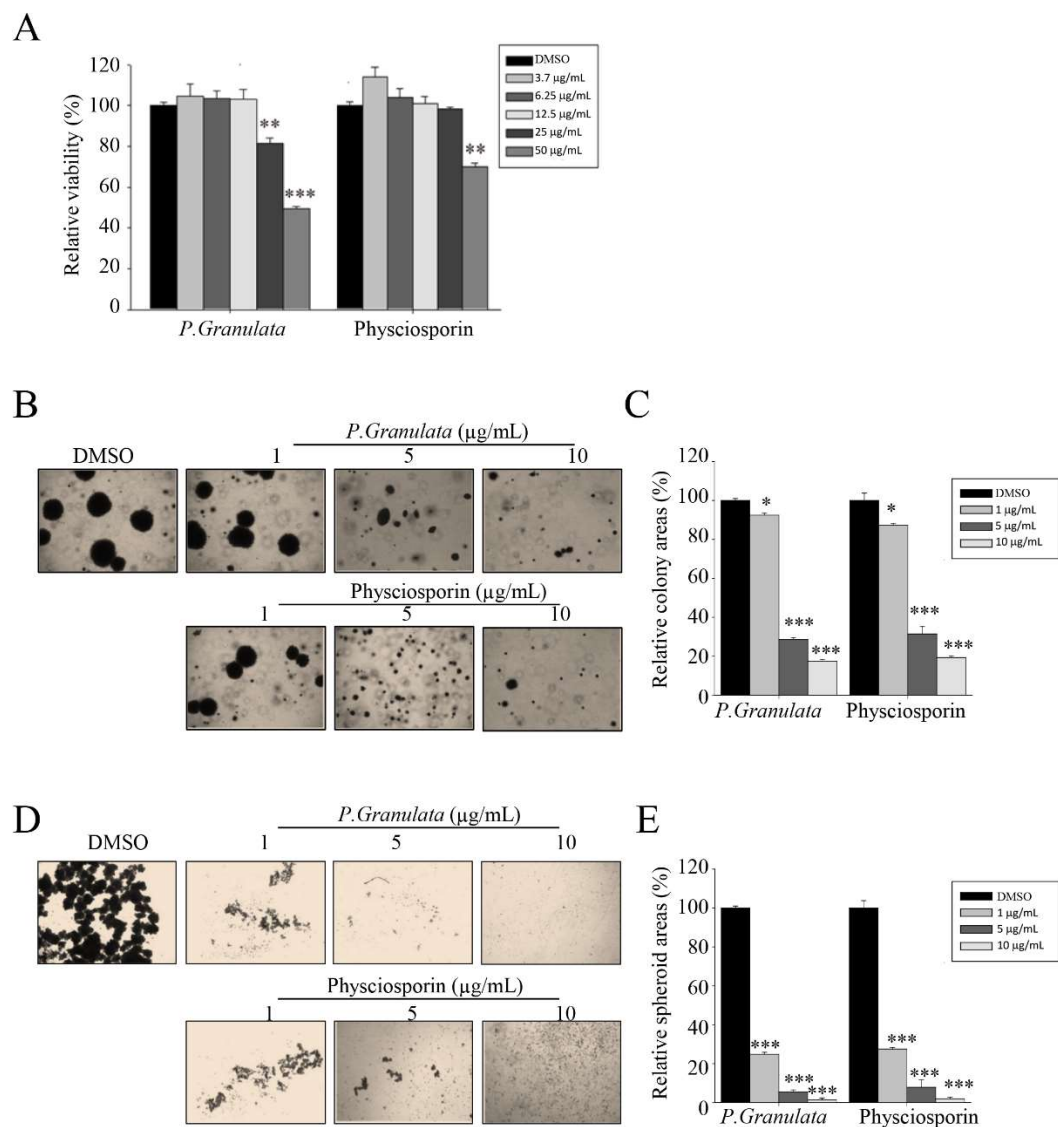 A
Relative viability (%)
120
100
80
60
40
20
0
**
***
**
P.Granulata
Physciosporin
DMSO
3.7 µg/mL
6.25 µg/mL
12.5 µg/mL
25 µg/mL
50 µg/mL
B
P.Granulata (µg/mL)
DMSO
1
5
10
Physciosporin (µg/mL)
1
5
10
C
Relative colony areas (%)
120
100
80
60
40
20
0
*
***
***
*
***
***
P.Granulata
Physciosporin
DMSO
1 µg/mL
5 µg/mL
10 µg/mL
D
P.Granulata (µg/mL)
DMSO
1
5
10
Physciosporin (µg/mL)
1
5
10
E
Relative spheroid areas (%)
120
100
80
60
40
20
0
***
***
***
***
***
***
P.Granulata
Physciosporin
DMSO
1 µg/mL
5 µg/mL
10 µg/mL